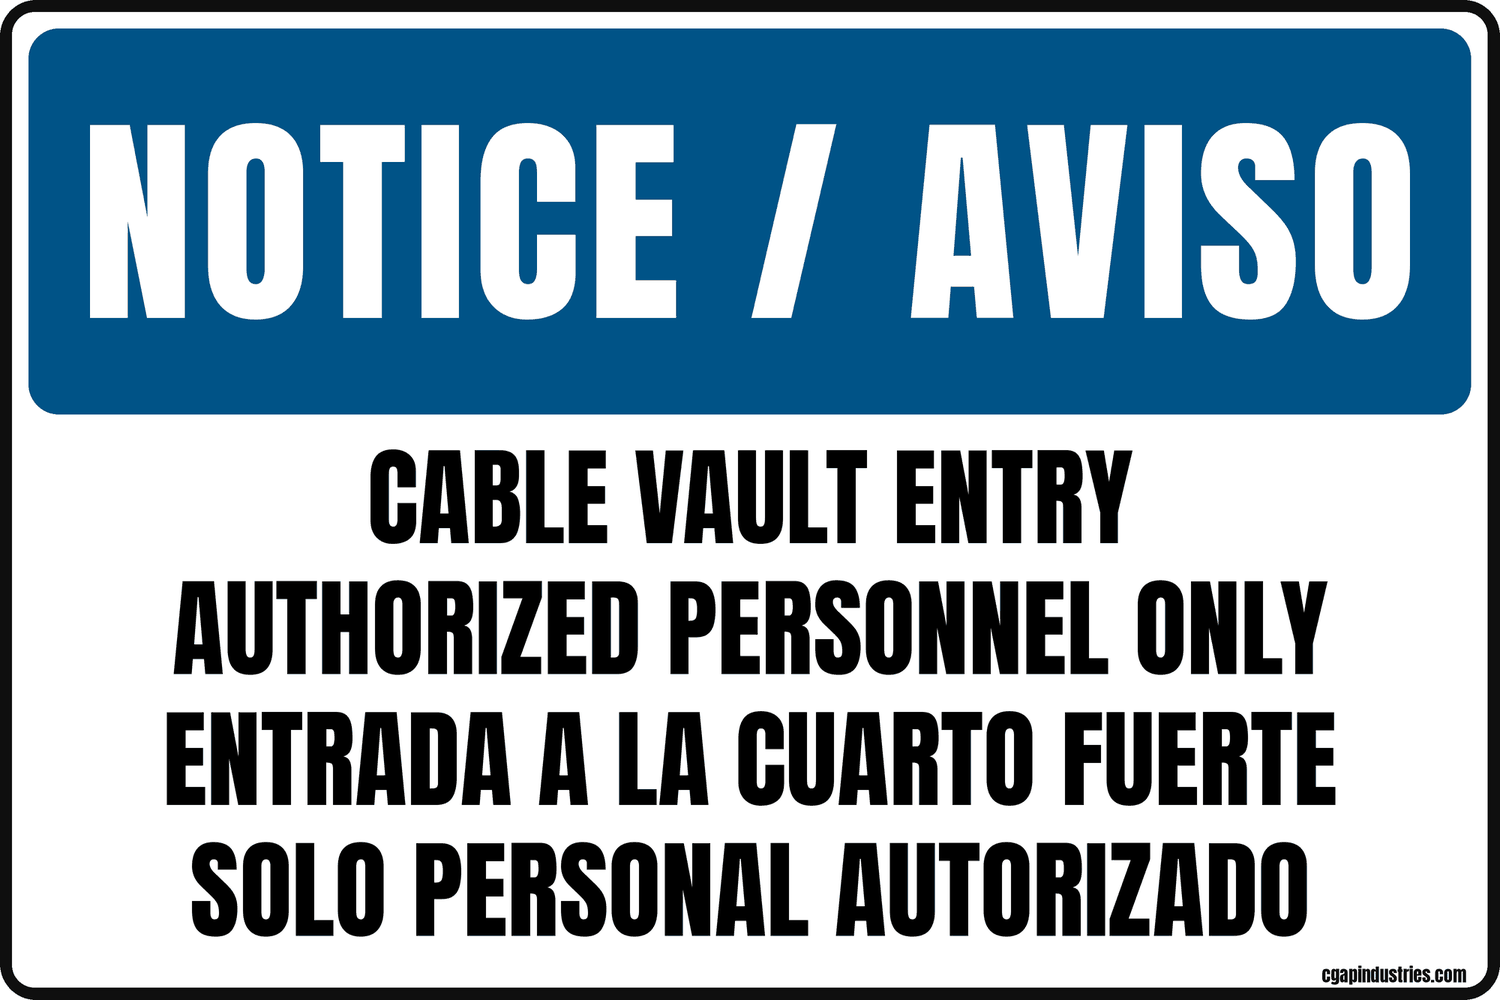 NOTICE / AVISO
CABLE VAULT ENTRY
AUTHORIZED PERSONNEL ONLY
ENTRADA A LA CUARTO FUERTE
SOLO PERSONAL AUTORIZADO
cgapindustries.com